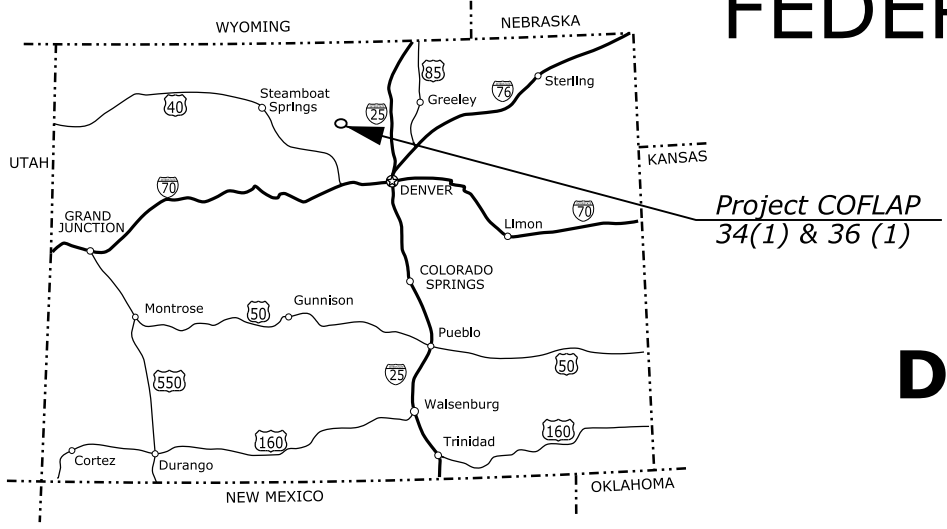 FEDER
WYOMING
NEBRASKA
85
76
Sterling
Steamboat
Springs
40
25
Greeley
UTAH
KANSAS
70
DENVER
GRAND
JUNCTION
Limon
70
Project COFLAP
34(1) & 36 (1)
COLORADO
SPRINGS
Montrose
50
Gunnison
Pueblo
50
D
550
25
Walsenburg
160
160
Trinidad
Cortez
Durango
NEW MEXICO
OKLAHOMA